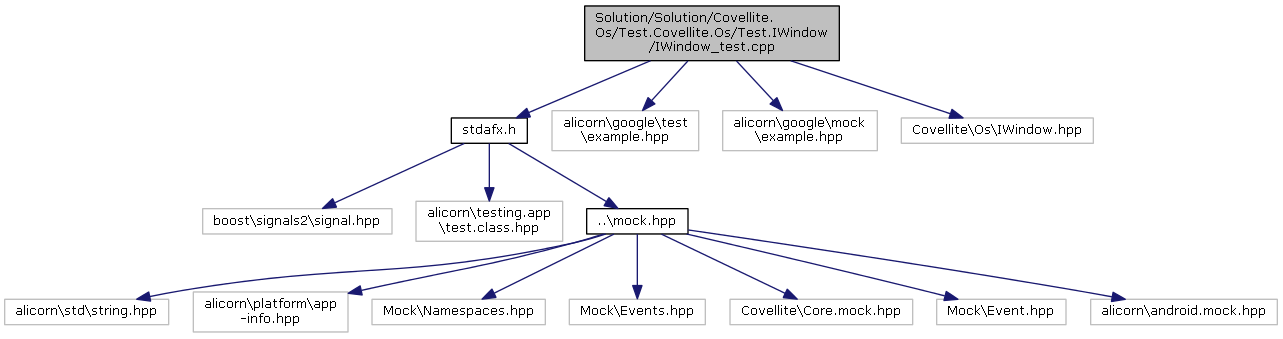 Solution/Solution/Covellite.
Os/Test.Covellite.Os/Test.IWindow
/IWindow_test.cpp
stdafx.h
alicorn\google\test
\example.hpp
alicorn\google\mock
\example.hpp
Covellite\Os\IWindow.hpp
boost\signals2\signal.hpp
alicorn\testing.app
\test.class.hpp
..\mock.hpp
alicorn\std\string.hpp
alicorn\platform\app
-info.hpp
Mock\Namespaces.hpp
Mock\Events.hpp
Covellite\Core.mock.hpp
Mock\Event.hpp
alicorn\android.mock.hpp